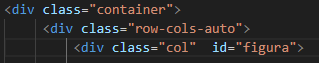 <div class="container">
<div class="row-cols-auto">
<div class="col"  id="figura">